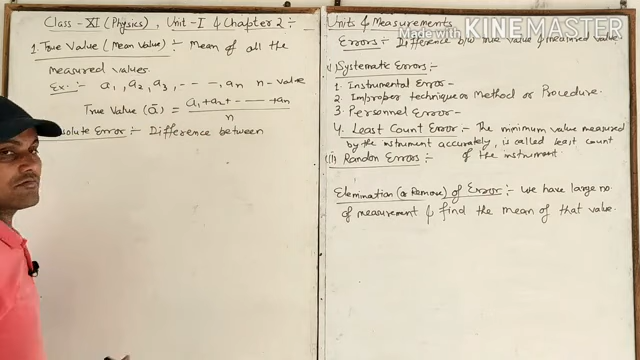 Class - XI (Physics), Unit - I & Chapter 2 :-
1. True Value (Mean Value) :- Mean of all the
measured values.
Ex. :- a1, a2, a3, - - - -, an n - value
True Value (ā) = a1 + a2 + - - - - - + an
n
bsolute Error :- Difference between
Units & Measurements
Made with KINEMASTER
Errors :- Difference b/w true value & measured value
(i) Systematic Errors :-
1. Instrumental Error -
2. Improper technique or Method or Procedure.
3. Personnel Error -
4. Least Count Error :- The minimum value measured
by the instrument accurately, is called least count
of the instrument.
(ii) Random Errors :-
Elemination (or Remove) of Error :- We have large no.
of measurement & find the mean of that value.